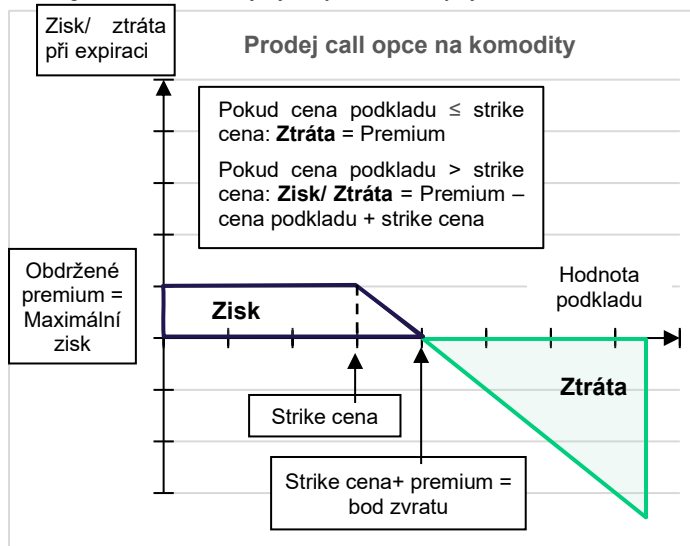 Zisk/ ztráta
při expiraci
Prodej call opce na komodity
Pokud cena podkladu ≤ strike
cena: Ztráta = Premium
Pokud cena podkladu > strike
cena: Zisk/ Ztráta = Premium –
cena podkladu + strike cena
Obdržené
premium =
Maximální
zisk
Zisk
Hodnota
podkladu
Ztráta
Strike cena
Strike cena+ premium =
bod zvratu